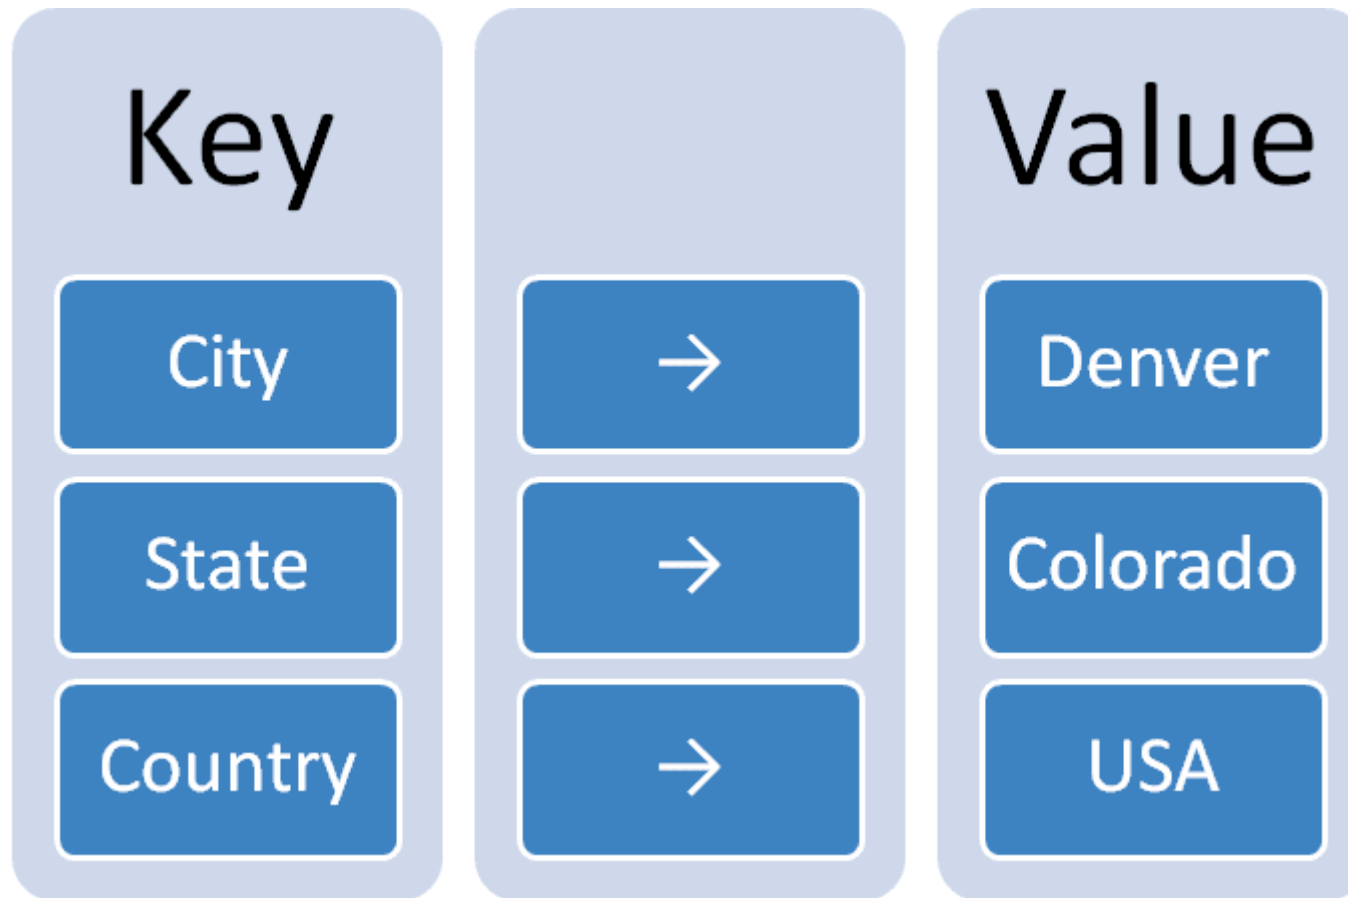 Key Value
City → Denver
State → Colorado
Country → USA